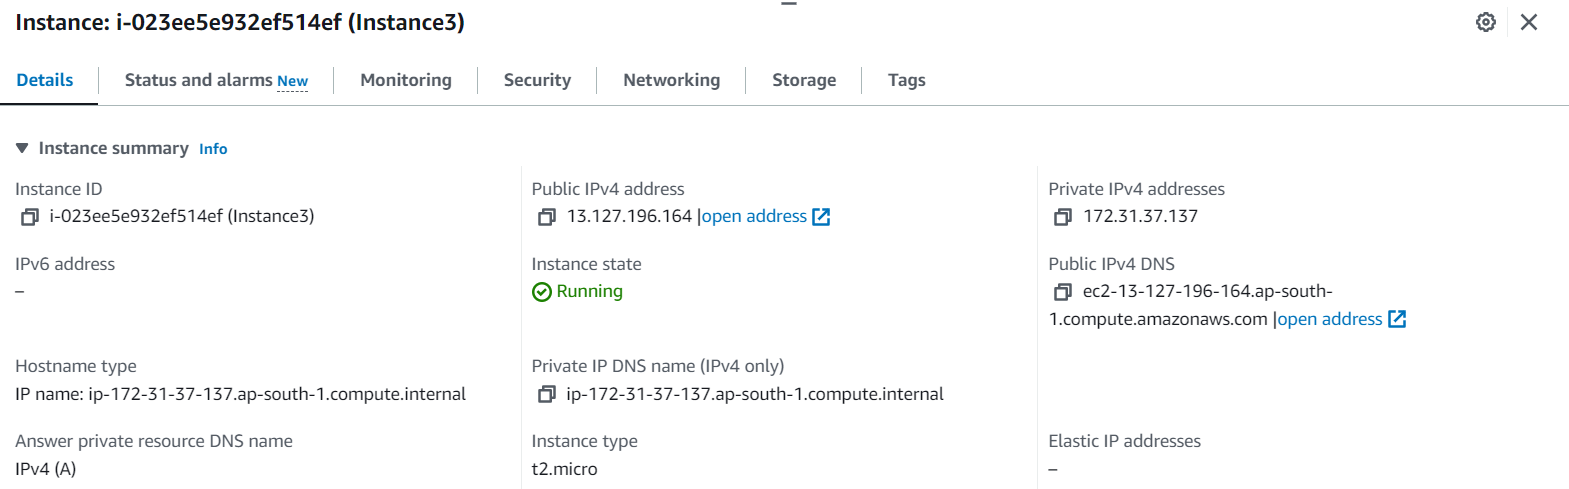 Instance: i-023ee5e932ef514ef (Instance3)
Details
Status and alarms New
Monitoring
Security
Networking
Storage
Tags
Instance summary Info
Instance ID
i-023ee5e932ef514ef (Instance3)
Public IPv4 address
13.127.196.164 |open address
Private IPv4 addresses
172.31.37.137
IPv6 address
–
Instance state
Running
Public IPv4 DNS
ec2-13-127-196-164.ap-south-
1.compute.amazonaws.com |open address
Hostname type
IP name: ip-172-31-37-137.ap-south-1.compute.internal
Private IP DNS name (IPv4 only)
ip-172-31-37-137.ap-south-1.compute.internal
Answer private resource DNS name
IPv4 (A)
Instance type
t2.micro
Elastic IP addresses
–